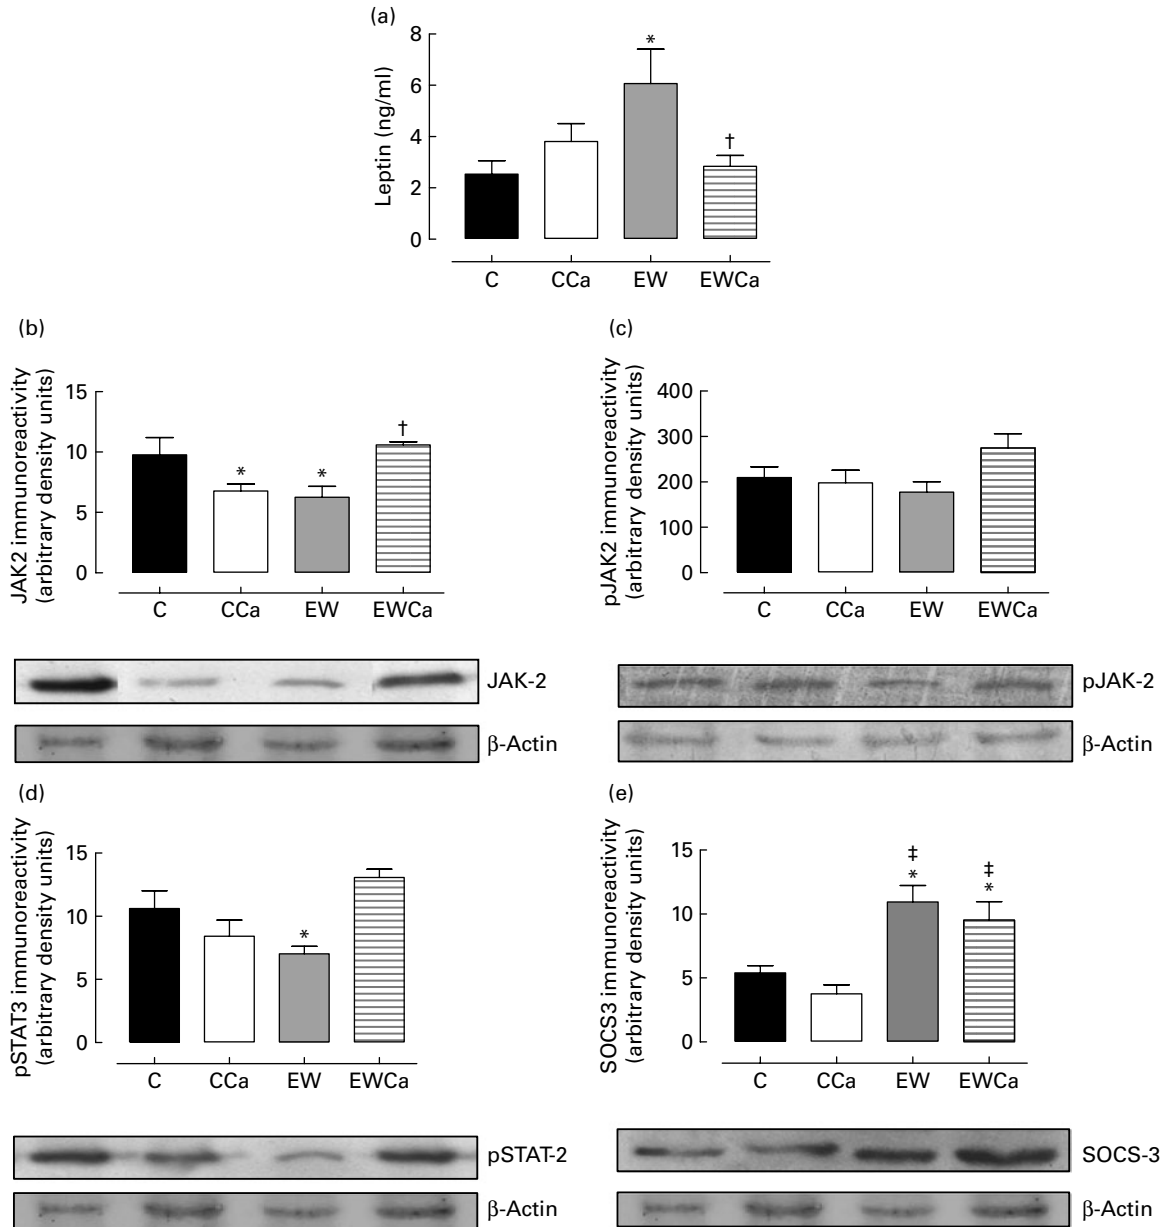 (a)
Leptin (ng/ml)
8
6
4
2
0
*
†
C CCa EW EWCa
(b)
JAK2 immunoreactivity
(arbitrary density units)
15
10
5
0
* * †
C CCa EW EWCa
JAK-2
β-Actin
(c)
pJAK2 immunoreactivity
(arbitrary density units)
400
300
200
100
0
C CCa EW EWCa
pJAK-2
β-Actin
(d)
pSTAT3 immunoreactivity
(arbitrary density units)
15
10
5
0
*
C CCa EW EWCa
pSTAT-2
β-Actin
(e)
SOCS3 immunoreactivity
(arbitrary density units)
15
10
5
0
‡ ‡
* *
C CCa EW EWCa
SOCS-3
β-Actin